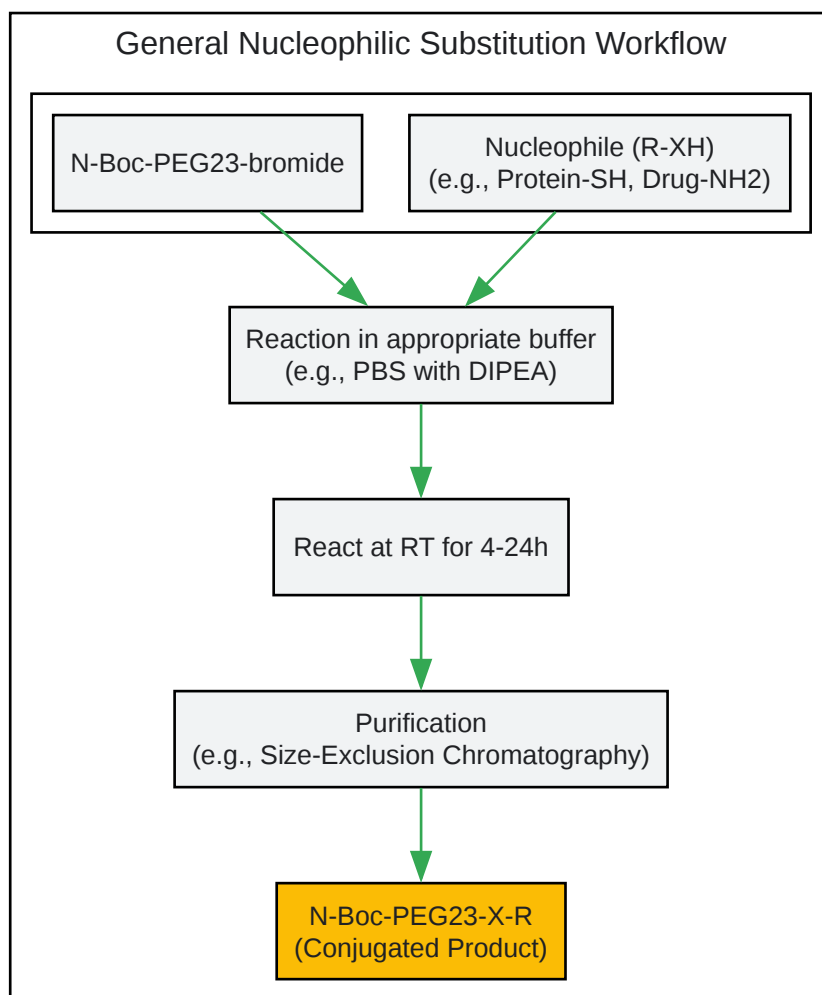 General Nucleophilic Substitution Workflow
N-Boc-PEG23-bromide
Nucleophile (R-XH)
(e.g., Protein-SH, Drug-NH2)
Reaction in appropriate buffer
(e.g., PBS with DIPEA)
React at RT for 4-24h
Purification
(e.g., Size-Exclusion Chromatography)
N-Boc-PEG23-X-R
(Conjugated Product)